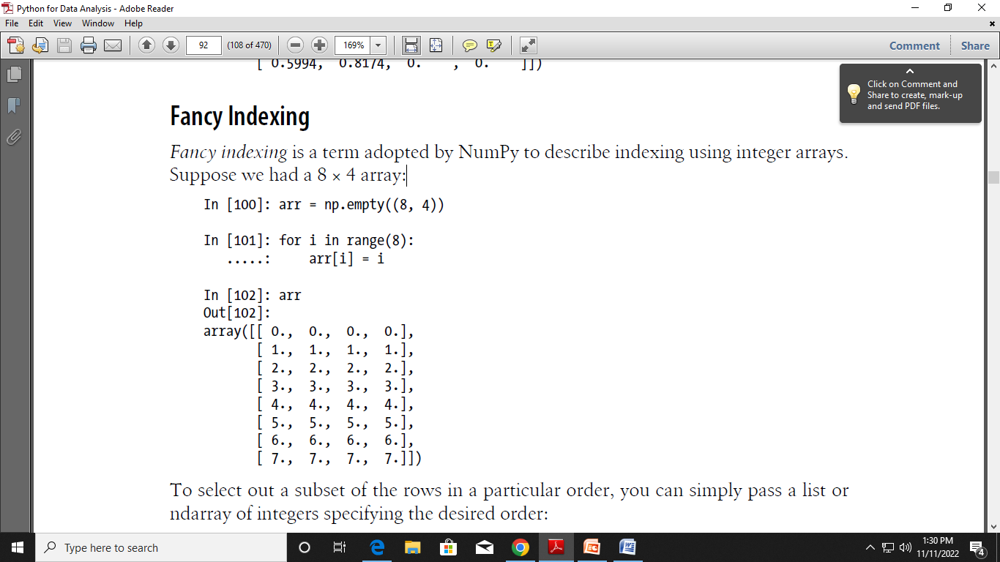 Python for Data Analysis - Adobe Reader
File Edit View Window Help
92 (108 of 470) 169% Comment Share
[ 0.5994, 0.8174, 0. , 0. ]])
Click on Comment and
Share to create, mark-up
and send PDF files.
Fancy Indexing
Fancy indexing is a term adopted by NumPy to describe indexing using integer arrays.
Suppose we had a 8 × 4 array:
In [100]: arr = np.empty((8, 4))
In [101]: for i in range(8):
.....: arr[i] = i
In [102]: arr
Out[102]:
array([[ 0., 0., 0., 0.],
[ 1., 1., 1., 1.],
[ 2., 2., 2., 2.],
[ 3., 3., 3., 3.],
[ 4., 4., 4., 4.],
[ 5., 5., 5., 5.],
[ 6., 6., 6., 6.],
[ 7., 7., 7., 7.]])
To select out a subset of the rows in a particular order, you can simply pass a list or
ndarray of integers specifying the desired order:
Type here to search
1:30 PM
11/11/2022
4